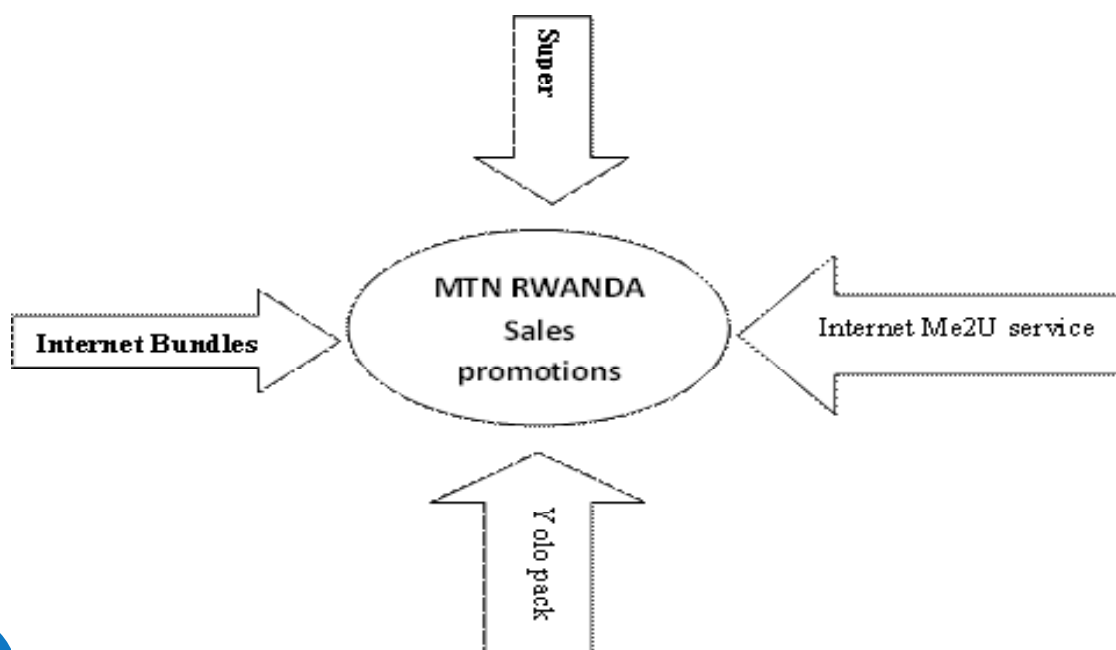 Super
MTN RWANDA
Sales
promotions
Internet Bundles
Internet Me2U service
Yolo pack